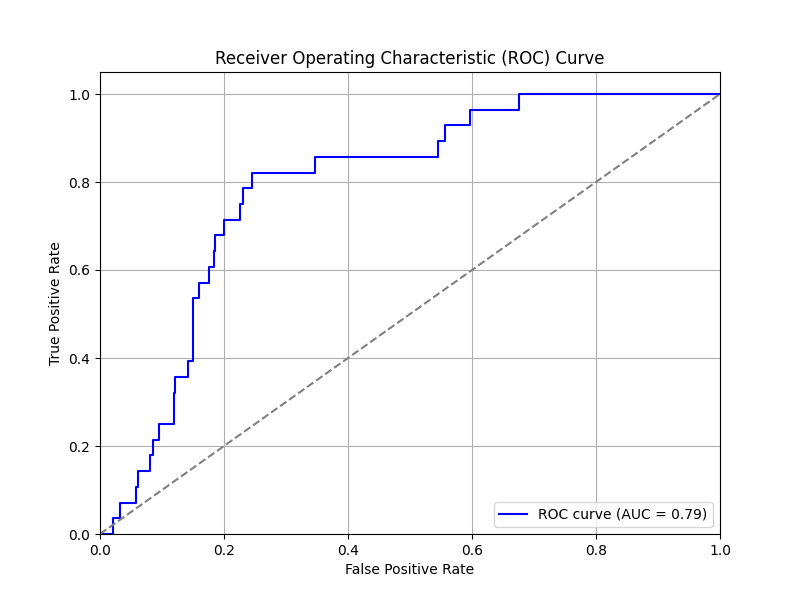 Receiver Operating Characteristic (ROC) Curve
True Positive Rate
1.0
0.8
0.6
0.4
0.2
0.0
0.0 0.2 0.4 0.6 0.8 1.0
False Positive Rate
ROC curve (AUC = 0.79)